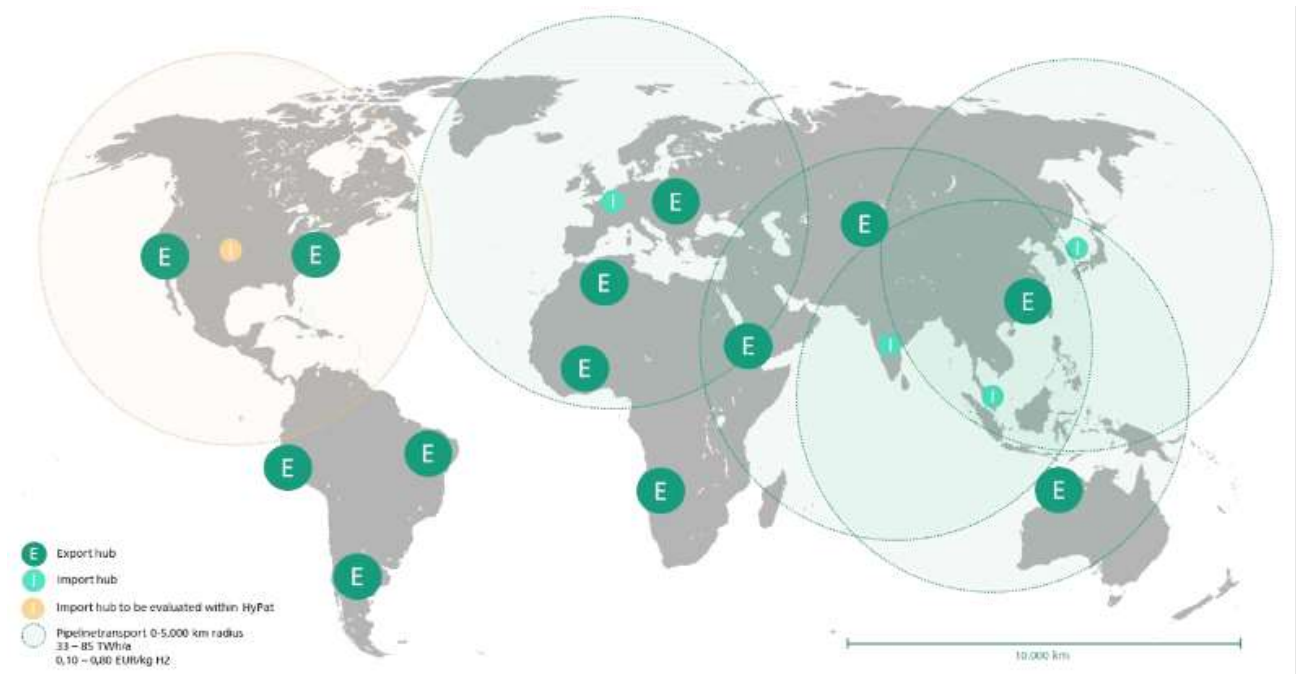 E
I
E
E
E
I
I
E
E
E
I
E
E
I
E
E
E
E
E
E Export hub
I Import hub
I Import hub to be evaluated within HyPat
Pipelinetransport 0-5.000 km radius
33 – 85 TWh/a
0,10 – 0,80 EUR/kg H2
10.000 km